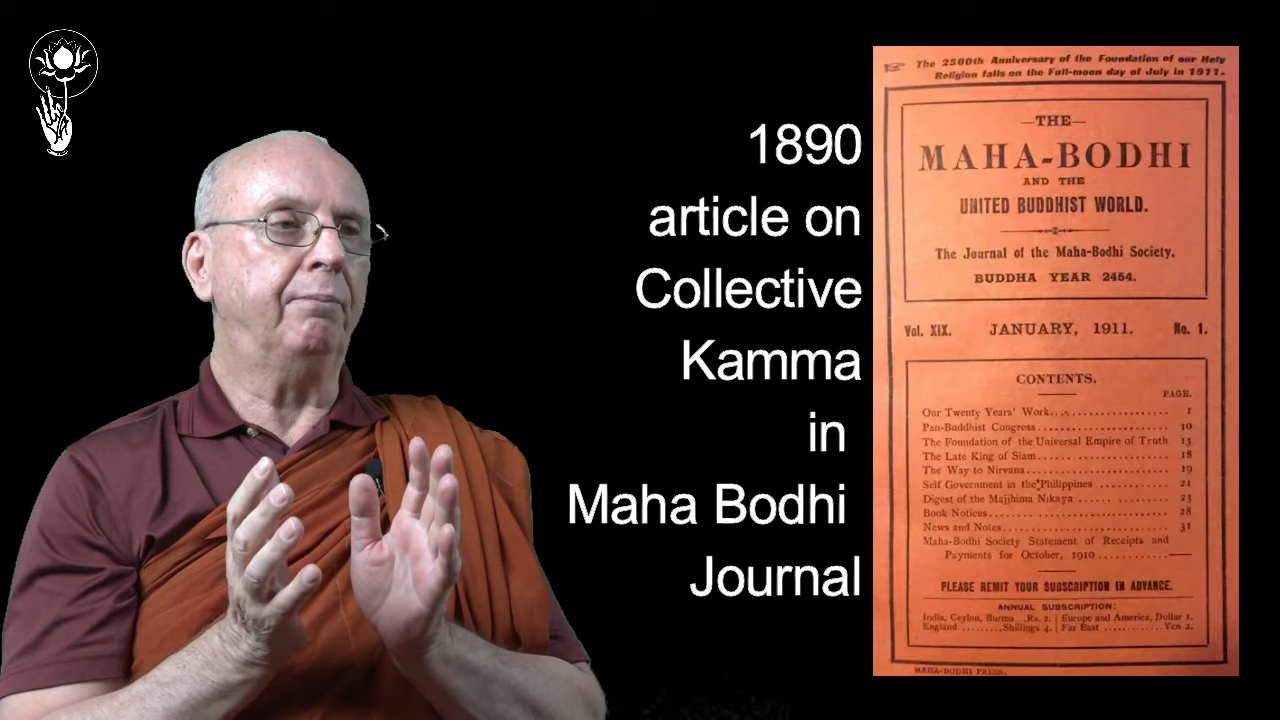 1890
article on
Collective
Kamma
in
Maha Bodhi
Journal
The 2500th Anniversary of the Foundation of our Holy
Religion falls on the Full-moon day of July in 1911.
—THE—
MAHA-BODHI
AND THE
UNITED BUDDHIST WORLD.
The Journal of the Maha-Bodhi Society.
BUDDHA YEAR 2454.
Vol. XIX. JANUARY, 1911. No. 1.
CONTENTS.
PAGE.
Our Twenty Years' Work 1
Pan-Buddhist Congress 10
The Foundation of the Universal Empire of Truth 13
The Late King of Siam 18
The Way to Nirvana 19
Self Government in the Philippines 21
Digest of the Majjhima Nikaya 23
Book Notices 28
News and Notes 31
Maha-Bodhi Society Statement of Receipts and
Payments for October, 1910
PLEASE REMIT YOUR SUBSCRIPTION IN ADVANCE.
ANNUAL SUBSCRIPTION:
India, Ceylon, Burma Rs. 2. | Europe and America, Dollar 1.
England Shillings 4. | Far East Yen 2.
MAHA-BODHI PRESS.